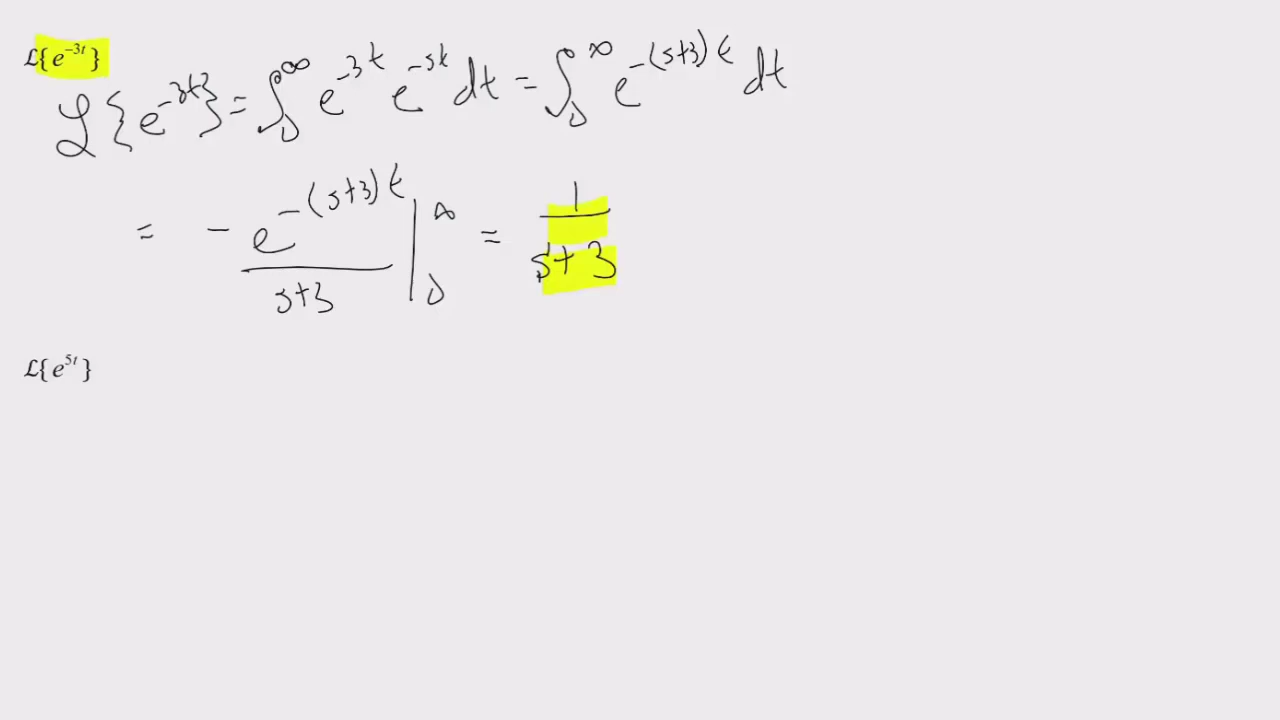 ℒ{e^{-3t}}
ℒ{e^{-3t}} = ∫_0^∞ e^{-3t} e^{-st} dt = ∫_0^∞ e^{-(s+3)t} dt
= - e^{-(s+3)t} / (s+3) |_0^∞ = 1 / (s+3)
ℒ{e^{5t}}